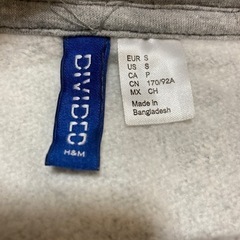 DIVIDED
H&M
EUR S
US S
CA P
CN 170/92A
MX CH
Made in
Bangladesh